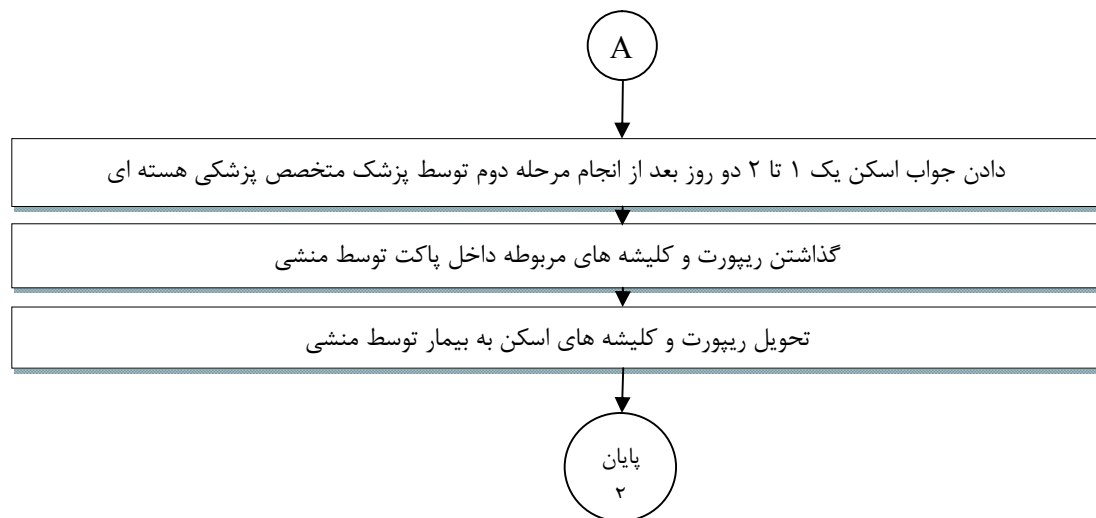 A
دادن جواب اسکن یک ۱ تا ۲ دو روز بعد از انجام مرحله دوم توسط پزشک متخصص پزشکی هسته ای
گذاشتن ریپورت و کلیشه های مربوطه داخل پاکت توسط منشی
تحویل ریپورت و کلیشه های اسکن به بیمار توسط منشی
پایان
۲